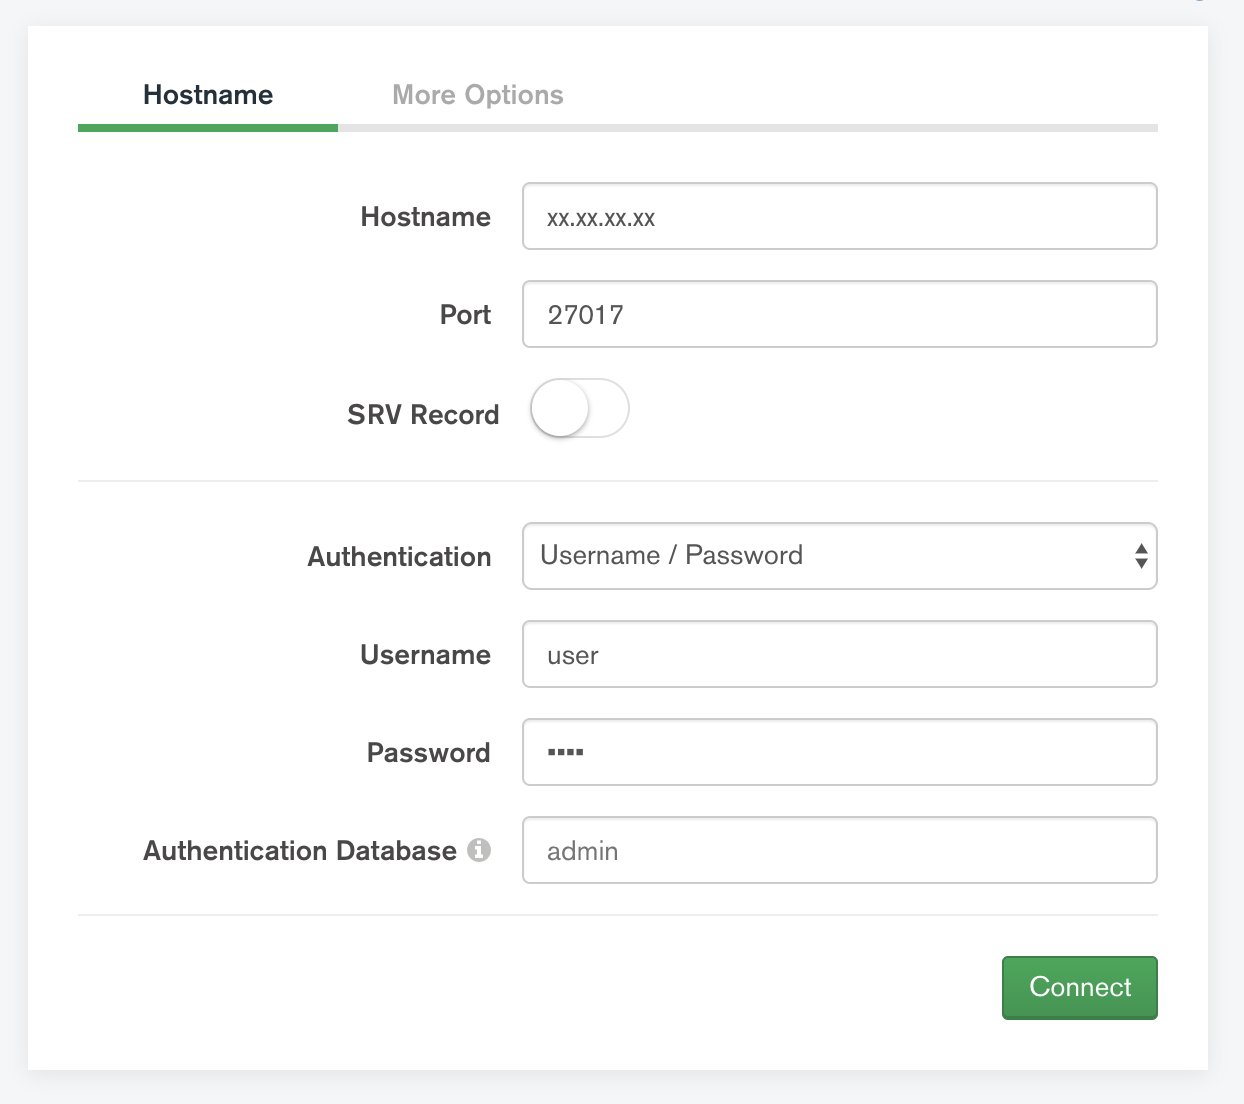 Hostname More Options
Hostname xx.xx.xx.xx
Port 27017
SRV Record
Authentication Username / Password
Username user
Password ▪▪▪▪
Authentication Database admin
Connect